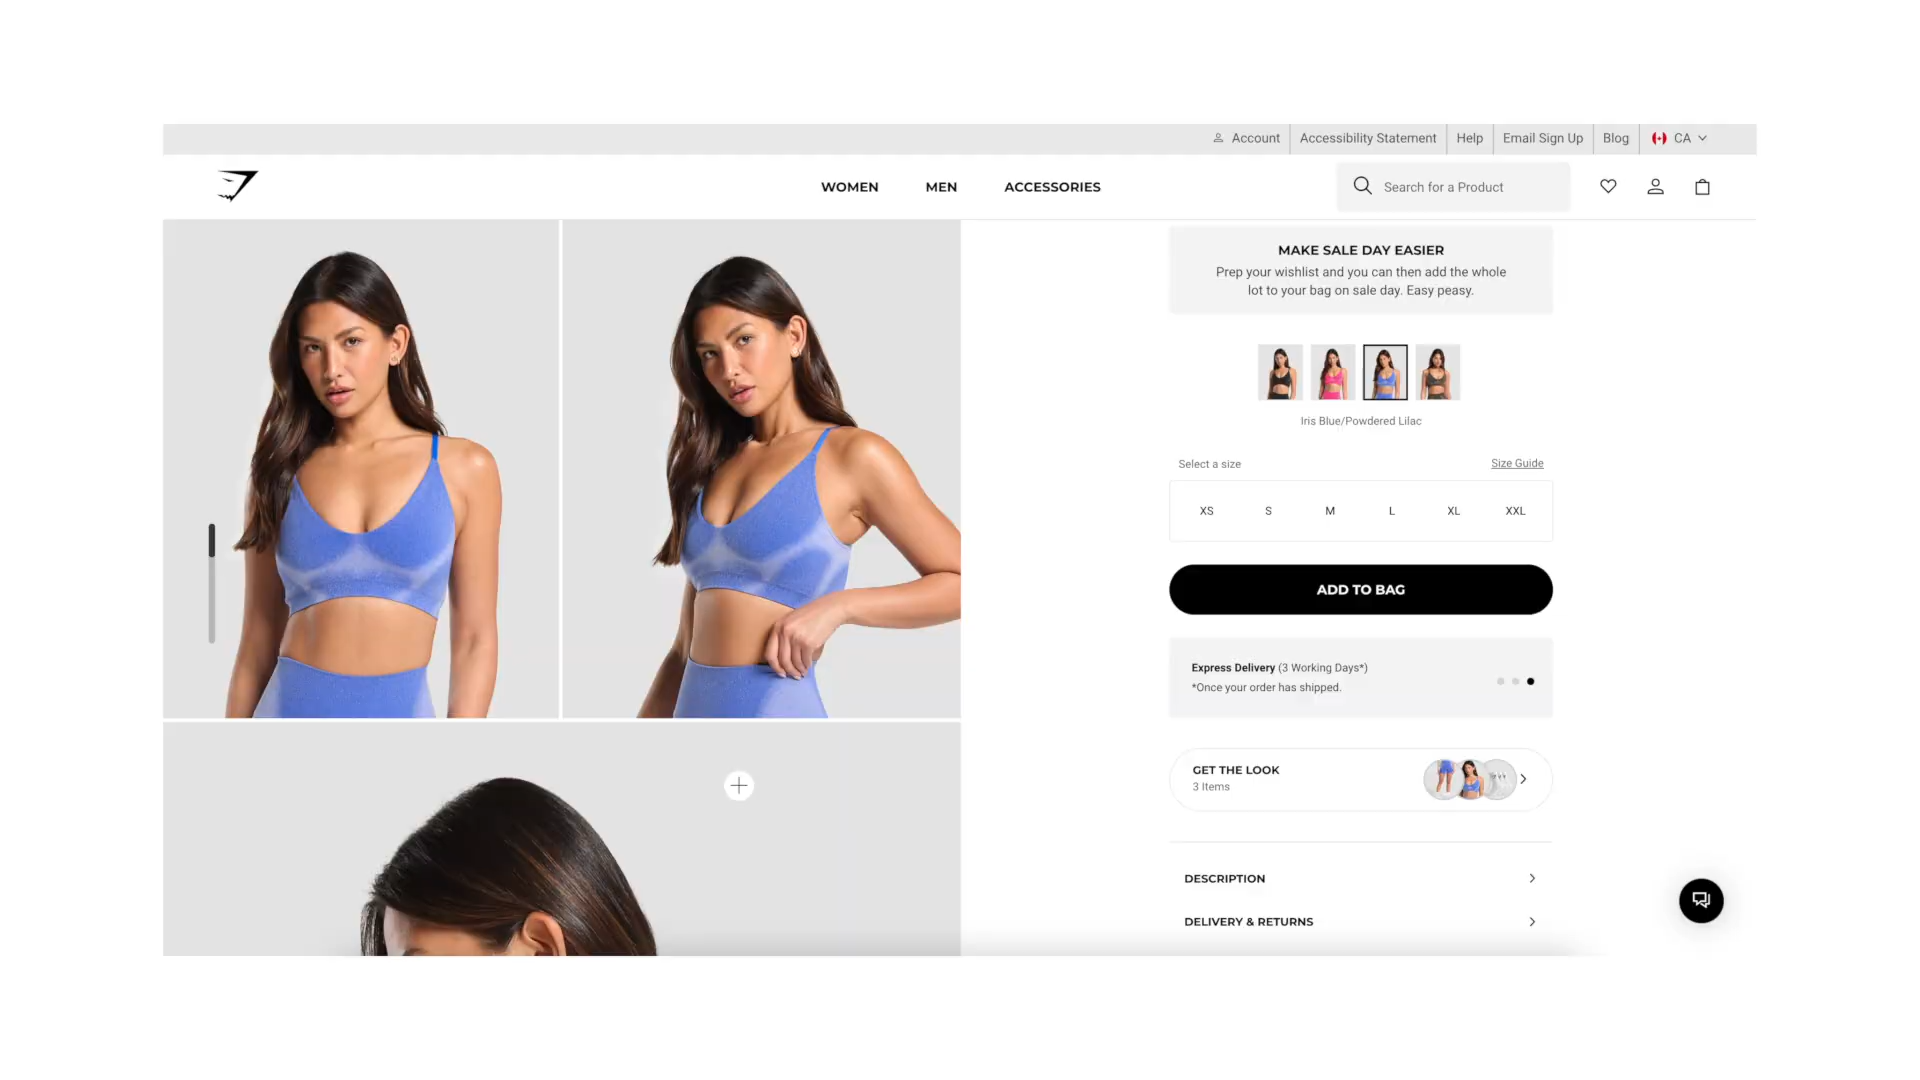 Account
Accessibility Statement
Help
Email Sign Up
Blog
CA
WOMEN
MEN
ACCESSORIES
Search for a Product
MAKE SALE DAY EASIER
Prep your wishlist and you can then add the whole
lot to your bag on sale day. Easy peasy.
Iris Blue/Powdered Lilac
Select a size
Size Guide
XS
S
M
L
XL
XXL
ADD TO BAG
Express Delivery (3 Working Days*)
*Once your order has shipped.
GET THE LOOK
3 Items
DESCRIPTION
DELIVERY & RETURNS